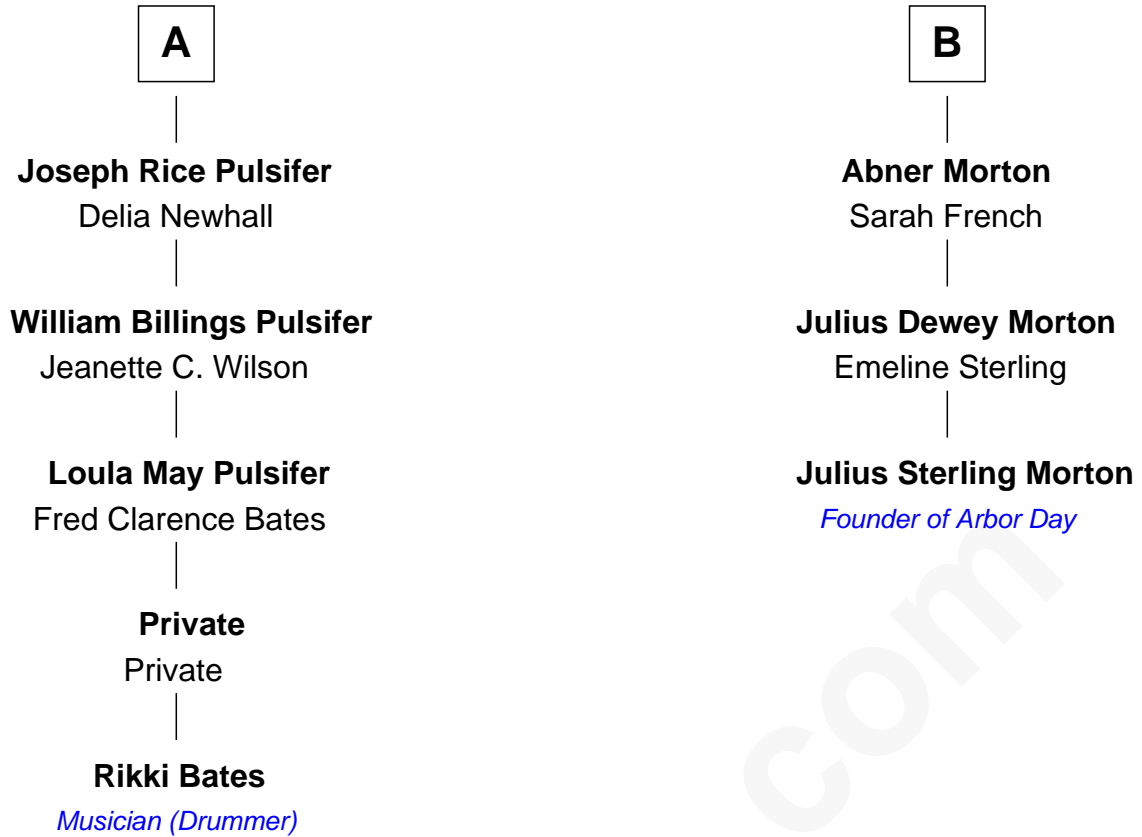 A
Joseph Rice Pulsifer
Delia Newhall
William Billings Pulsifer
Jeanette C. Wilson
Loula May Pulsifer
Fred Clarence Bates
Private
Private
Rikki Bates
Musician (Drummer)
B
Abner Morton
Sarah French
Julius Dewey Morton
Emeline Sterling
Julius Sterling Morton
Founder of Arbor Day
com